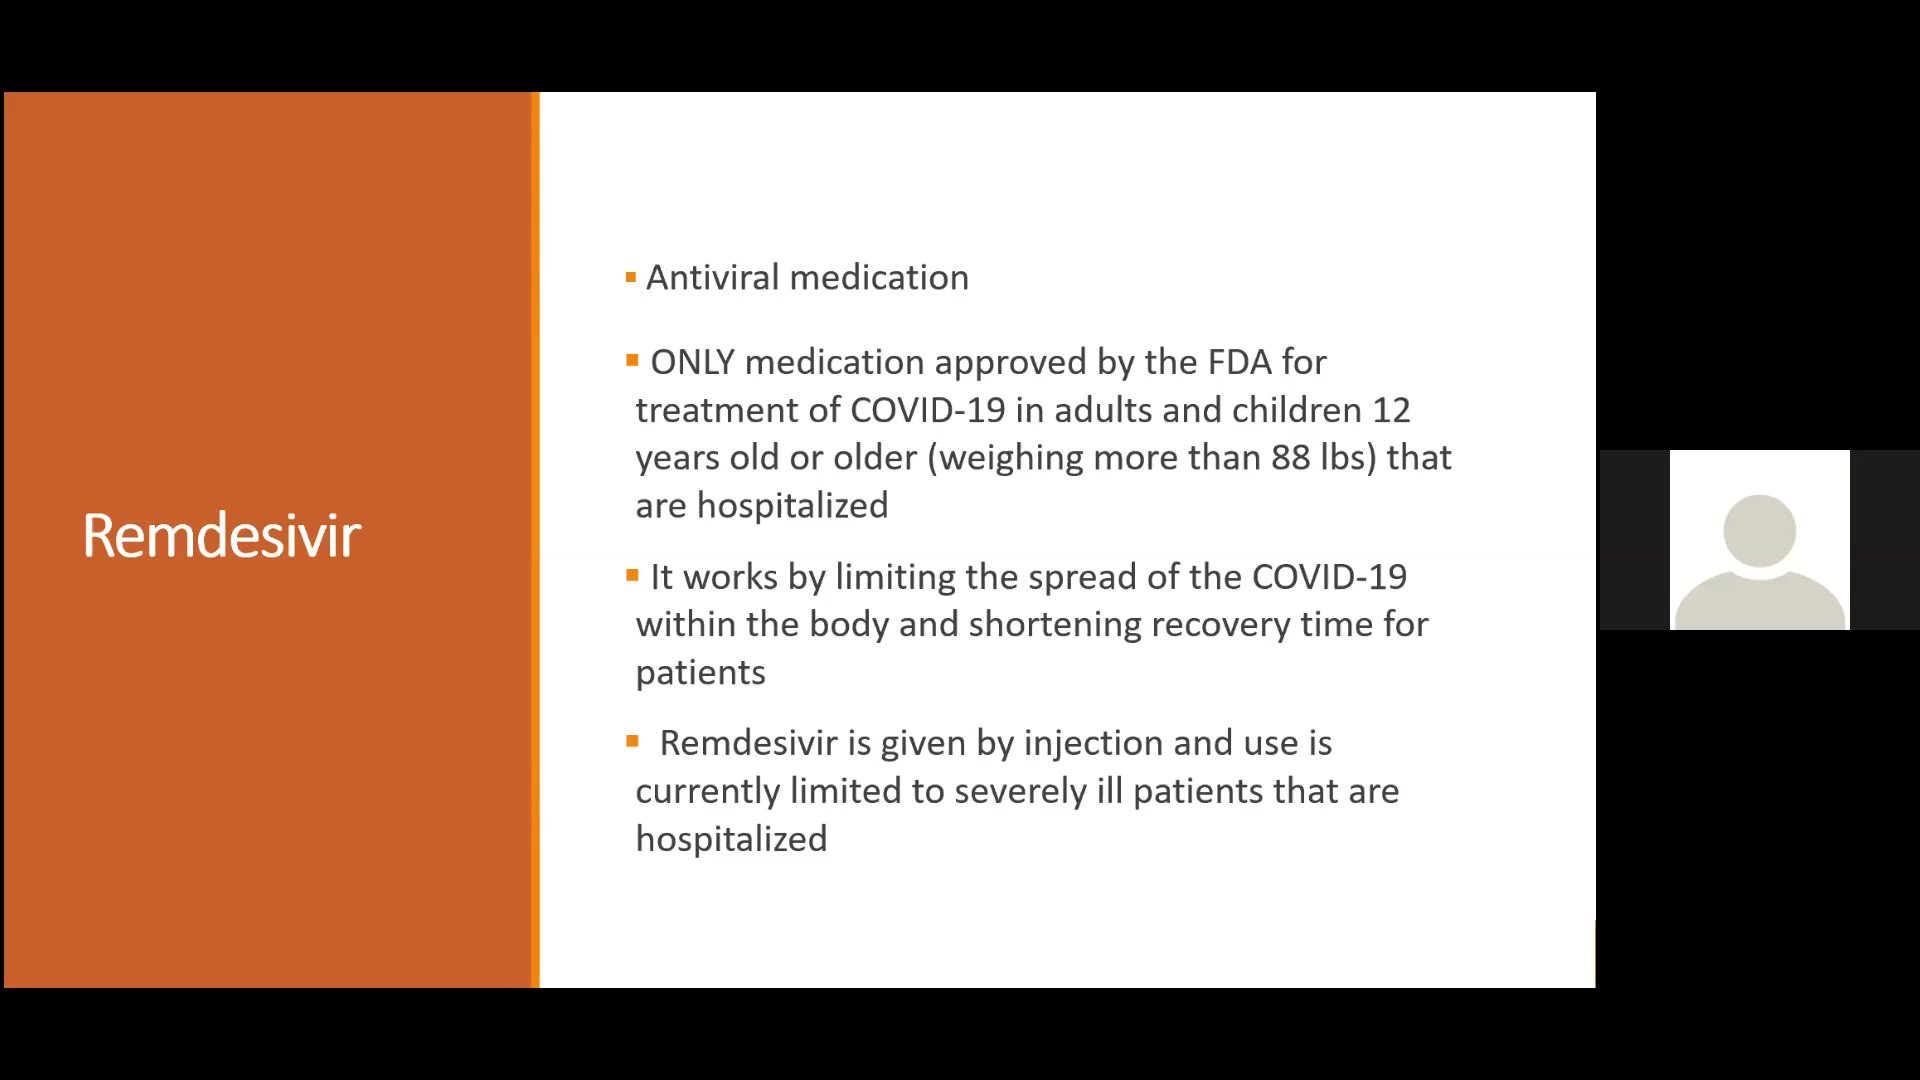 Remdesivir
▪ Antiviral medication
▪ ONLY medication approved by the FDA for
treatment of COVID-19 in adults and children 12
years old or older (weighing more than 88 lbs) that
are hospitalized
▪ It works by limiting the spread of the COVID-19
within the body and shortening recovery time for
patients
▪ Remdesivir is given by injection and use is
currently limited to severely ill patients that are
hospitalized